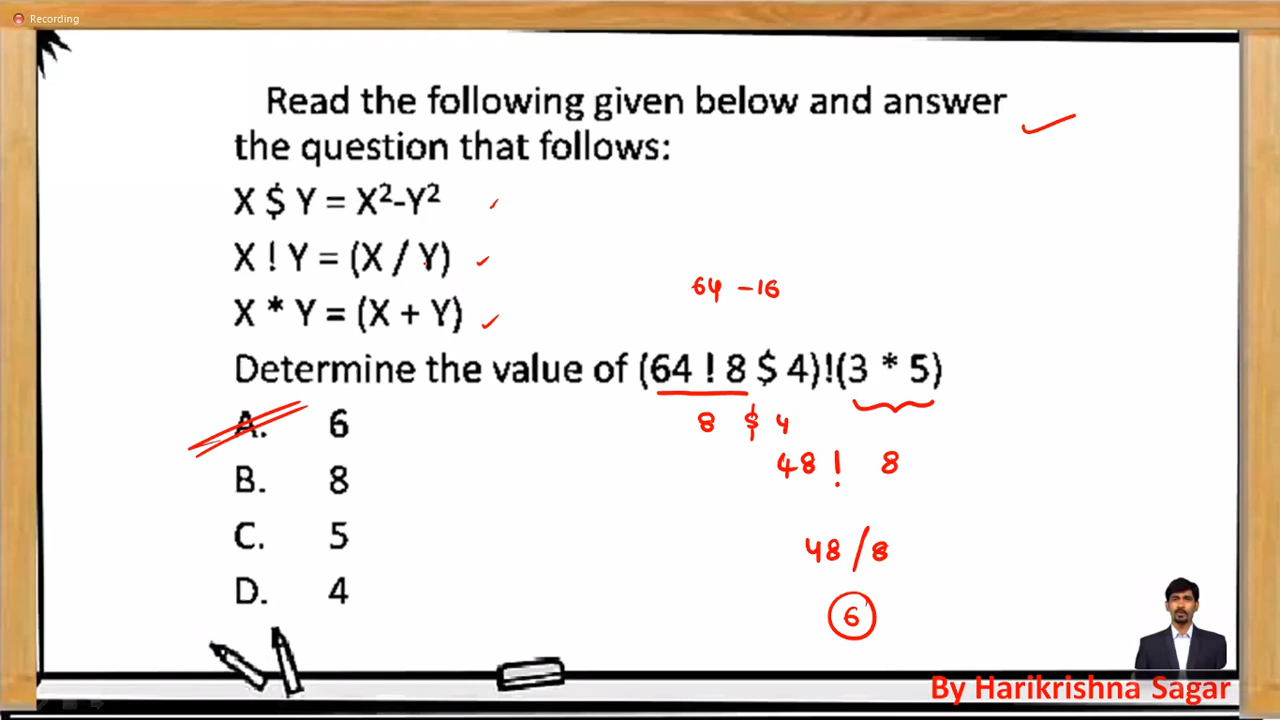 Recording
Read the following given below and answer
the question that follows:
X $ Y = X²-Y²
X ! Y = (X / Y)
64 - 16
X * Y = (X + Y)
Determine the value of (64 ! 8 $ 4)!(3 * 5)
A. 6
8 $ 4
48 ! 8
B. 8
C. 5
48 / 8
D. 4
6
By Harikrishna Sagar